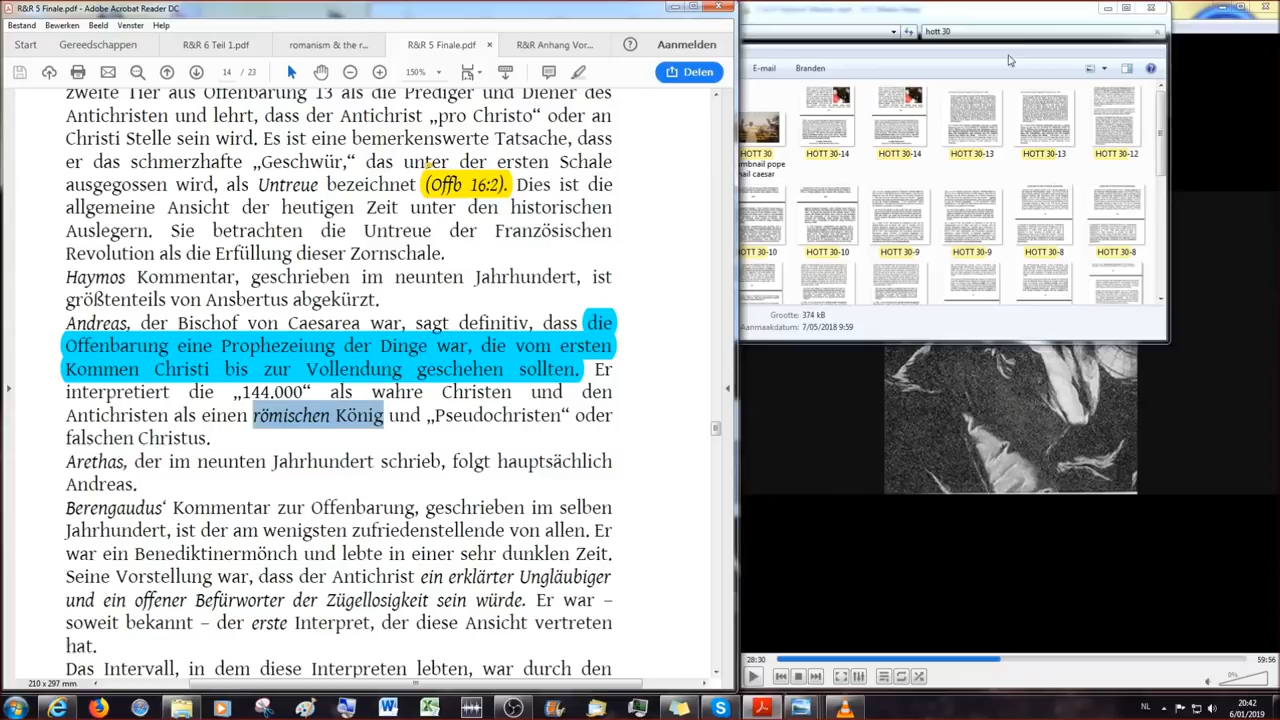 R&R 5 Finale.pdf - Adobe Acrobat Reader DC
Bestand Bewerken Beeld Venster Help
Start Gereedschappen R&R 6 Teil 1.pdf romanism & the r... R&R 5 Finale.pdf × R&R Anhang Vor... Aanmelden
14 / 23 150% Delen
zweite Tier aus Offenbarung 13 als die Prediger und Diener des
Antichristen und lehrt, dass der Antichrist „pro Christo“ oder an
Christi Stelle sein wird. Es ist eine bemerkenswerte Tatsache, dass
er das schmerzhafte „Geschwür,“ das unter der ersten Schale
ausgegossen wird, als Untreue bezeichnet (Offb 16:2). Dies ist die
allgemeine Ansicht der heutigen Zeit unter den historischen
Auslegern. Sie betrachten die Untreue der Französischen
Revolution als die Erfüllung dieser Zornschale.
Haymos Kommentar, geschrieben im neunten Jahrhundert, ist
größtenteils von Ansbertus abgekürzt.
Andreas, der Bischof von Caesarea war, sagt definitiv, dass die
Offenbarung eine Prophezeiung der Dinge war, die vom ersten
Kommen Christi bis zur Vollendung geschehen sollten. Er
interpretiert die „144.000“ als wahre Christen und den
Antichristen als einen römischen König und „Pseudochristen“ oder
falschen Christus.
Arethas, der im neunten Jahrhundert schrieb, folgt hauptsächlich
Andreas.
Berengaudus‘ Kommentar zur Offenbarung, geschrieben im selben
Jahrhundert, ist der am wenigsten zufriedenstellende von allen. Er
war ein Benediktinermönch und lebte in einer sehr dunklen Zeit.
Seine Vorstellung war, dass der Antichrist ein erklärter Ungläubiger
und ein offener Befürworter der Zügellosigkeit sein würde. Er war –
soweit bekannt – der erste Interpret, der diese Ansicht vertreten
hat.
Das Intervall, in dem diese Interpreten lebten, war durch den
210 x 297 mm
hott 30
E-mail Branden
HOTT 30 HOTT 30-14 HOTT 30-14 HOTT 30-13 HOTT 30-13 HOTT 30-12
mbnail pope
nail caesar
30-10 HOTT 30-10 HOTT 30-9 HOTT 30-9 HOTT 30-8 HOTT 30-8
Grootte: 374 kB
Aanmaakdatum: 7/05/2018 9:59
28:30 59:56
0%
NL 20:42
6/01/2019